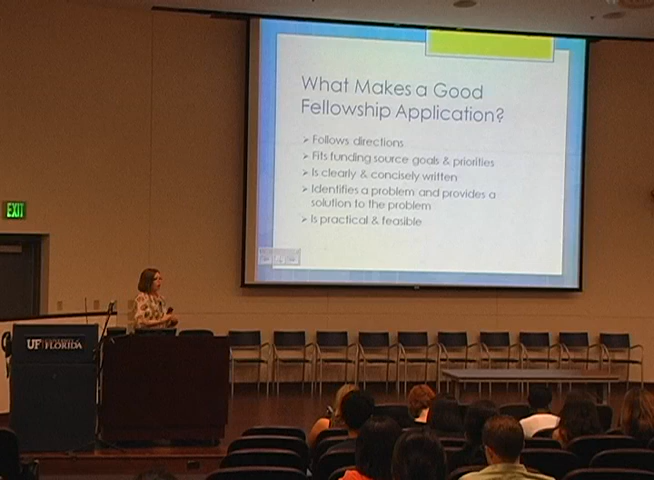 What Makes a Good
Fellowship Application?
➢ Follows directions
➢ Fits funding source goals & priorities
➢ Is clearly & concisely written
➢ Identifies a problem and provides a
solution to the problem
➢ Is practical & feasible
EXIT
UF FLORIDA